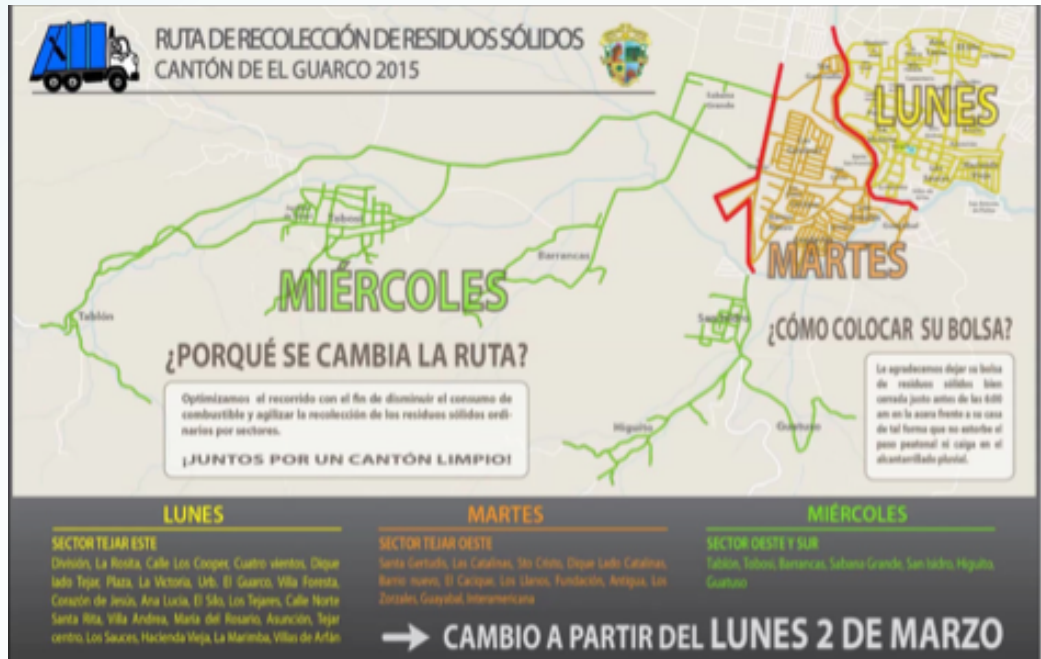 RUTA DE RECOLECCIÓN DE RESIDUOS SÓLIDOS
CANTÓN DE EL GUARCO 2015
LUNES
Sabana
Grande
Tobosi
MARTES
Barrancas
MIÉRCOLES
Tablón
San Isidro
¿CÓMO COLOCAR SU BOLSA?
¿PORQUÉ SE CAMBIA LA RUTA?
Le agradecemos dejar su bolsa
de residuos sólidos bien
cerrada justo antes de las 6:00
am en la acera frente a su casa
de tal forma que no estorbe el
paso peatonal ni caiga en el
alcantarillado pluvial.
Optimizamos el recorrido con el fin de disminuir el consumo de
combustible y agilizar la recolección de los residuos sólidos ordi-
narios por sectores.
¡JUNTOS POR UN CANTÓN LIMPIO!
Higuito
Guatuso
LUNES
SECTOR TEJAR ESTE
División, La Rosita, Calle Los Cooper, Cuatro vientos, Dique
lado Tejar, Plaza, La Victoria, Urb. El Guarco, Villa Foresta,
Corazón de Jesús, Ana Lucía, El Silo, Los Tejares, Calle Norte
Santa Rita, Villa Andrea, María del Rosario, Asunción, Tejar
centro, Los Sauces, Hacienda Vieja, La Marimba, Villas de Arfán
MARTES
SECTOR TEJAR OESTE
Santa Gertudis, Las Catalinas, Sto Cristo, Dique Lado Catalinas,
Barrio nuevo, El Cacique, Los Llanos, Fundación, Antigua, Los
Zorzales, Guayabal, Interamericana
MIÉRCOLES
SECTOR OESTE Y SUR
Tablón, Tobosi, Barrancas, Sabana Grande, San Isidro, Higuito,
Guatuso
CAMBIO A PARTIR DEL LUNES 2 DE MARZO